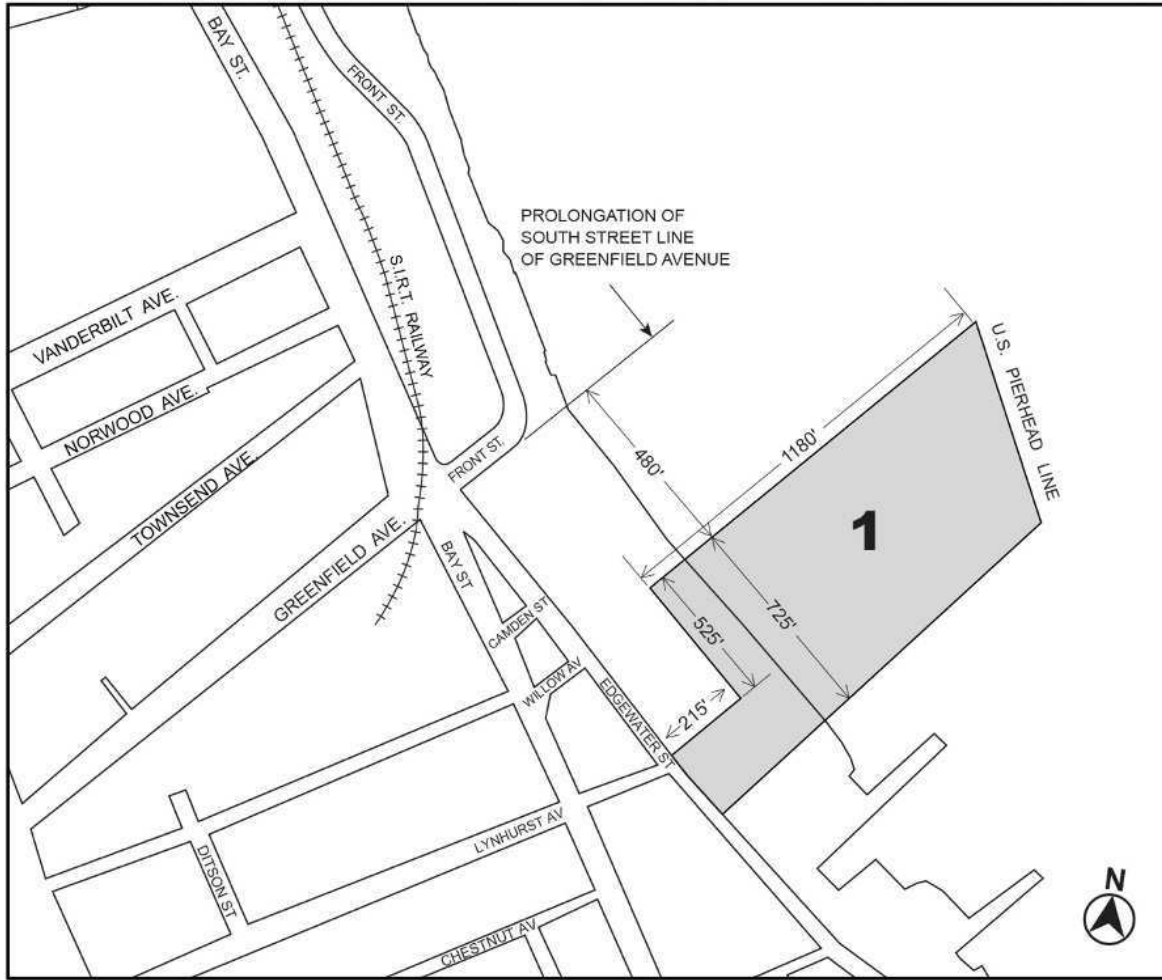 BAY ST.
FRONT ST.
PROLONGATION OF
SOUTH STREET LINE
OF GREENFIELD AVENUE
S.I.R.T. RAILWAY
VANDERBILT AVE.
U.S. PIERHEAD LINE
NORWOOD AVE.
FRONT ST.
1180'
480'
TOWNSEND AVE.
1
GREENFIELD AVE.
BAY ST
CAMDEN ST
725'
525'
WILLOW AV
EDGEWATER ST
215'
LYNHURST AV
DITSON ST
N
CHESTNUT AV